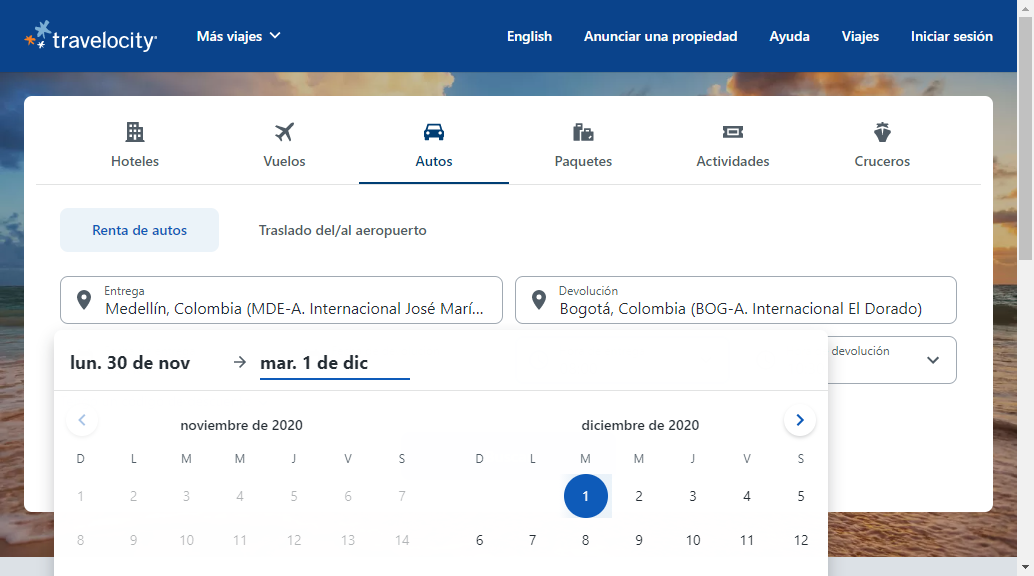 travelocity
Más viajes
English
Anunciar una propiedad
Ayuda
Viajes
Iniciar sesión
Hoteles
Vuelos
Autos
Paquetes
Actividades
Cruceros
Renta de autos
Traslado del/al aeropuerto
Entrega
Medellín, Colombia (MDE-A. Internacional José Marí...
Devolución
Bogotá, Colombia (BOG-A. Internacional El Dorado)
lun. 30 de nov
mar. 1 de dic
devolución
noviembre de 2020
D L M M J V S
1 2 3 4 5 6 7
8 9 10 11 12 13 14
diciembre de 2020
D L M M J V S
1 2 3 4 5
6 7 8 9 10 11 12